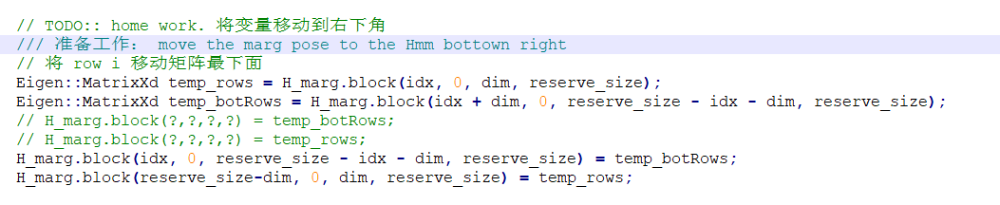 // TODO:: home work. 将变量移动到右下角
/// 准备工作： move the marg pose to the Hmm bottown right
// 将 row i 移动矩阵最下面
Eigen::MatrixXd temp_rows = H_marg.block(idx, 0, dim, reserve_size);
Eigen::MatrixXd temp_botRows = H_marg.block(idx + dim, 0, reserve_size - idx - dim, reserve_size);
// H_marg.block(?,?,?,?) = temp_botRows;
// H_marg.block(?,?,?,?) = temp_rows;
H_marg.block(idx, 0, reserve_size - idx - dim, reserve_size) = temp_botRows;
H_marg.block(reserve_size-dim, 0, dim, reserve_size) = temp_rows;